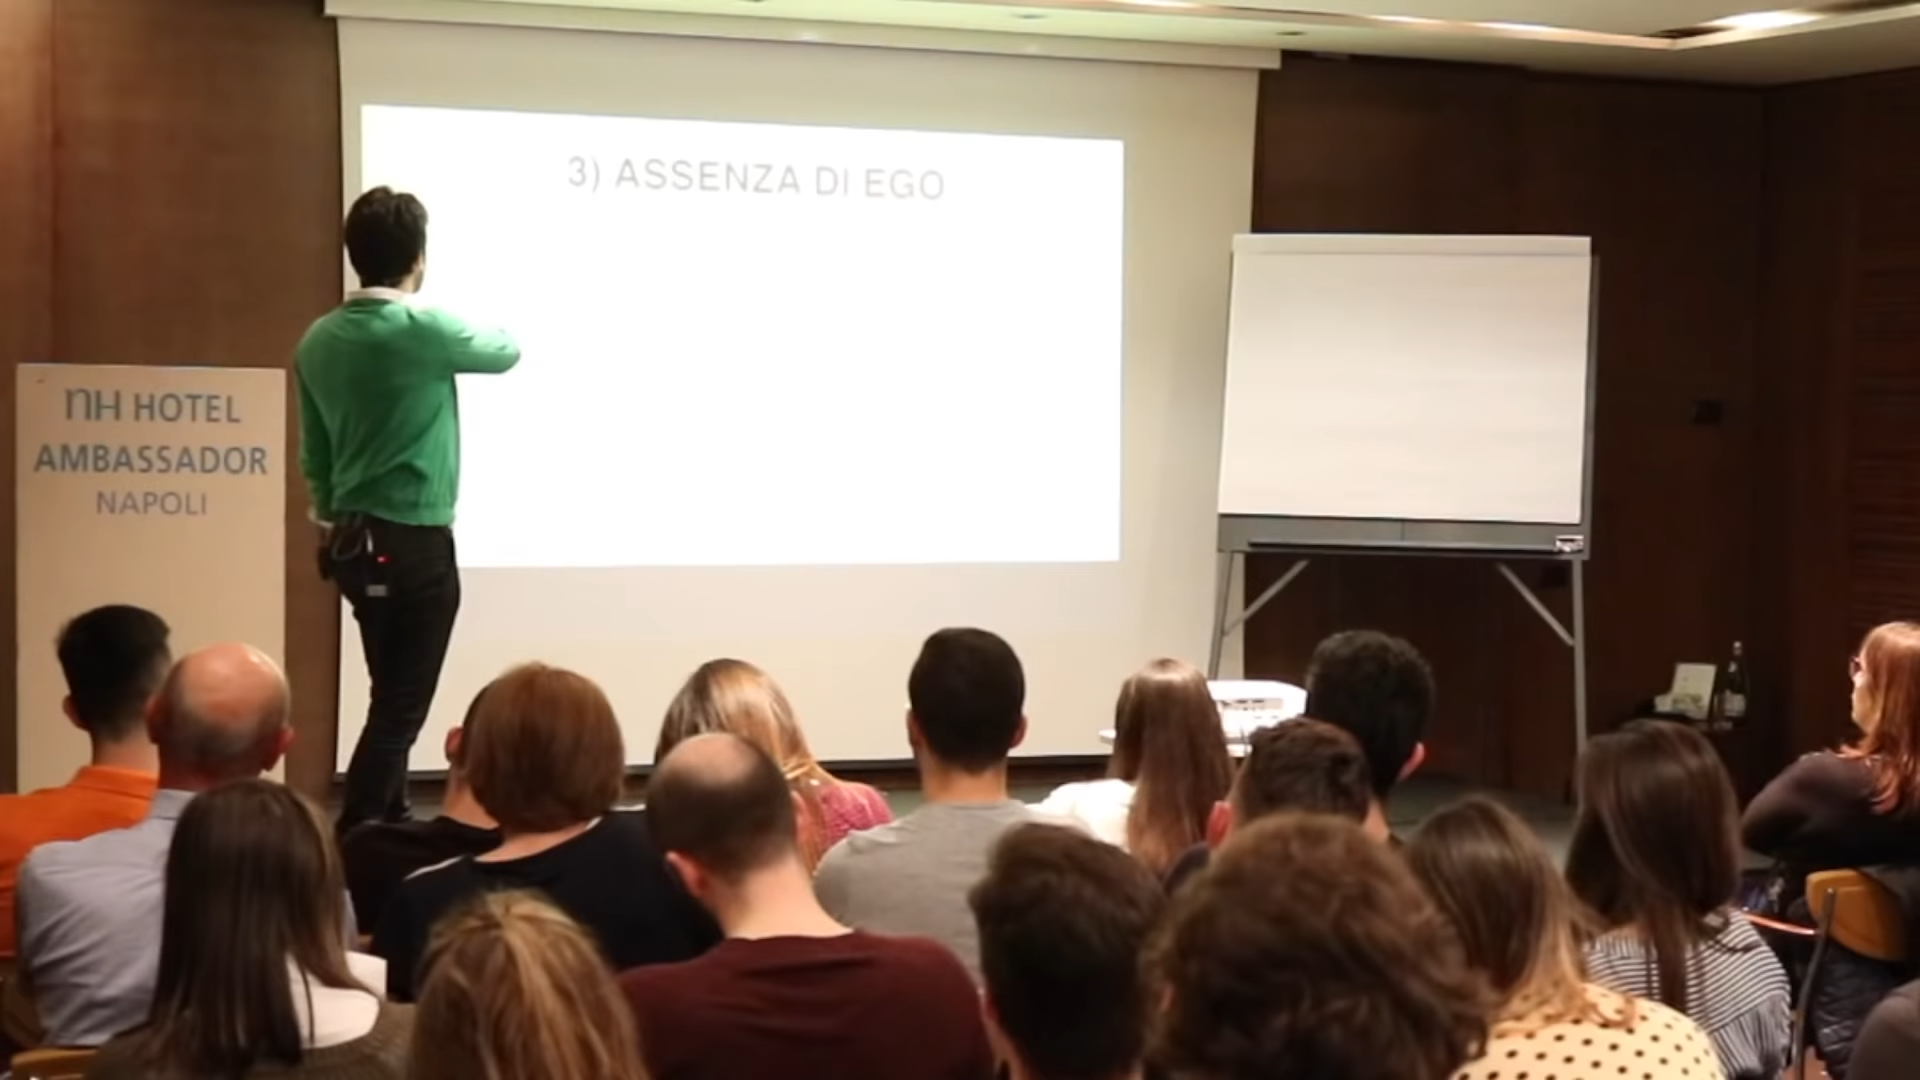 3) ASSENZA DI EGO
nH HOTEL
AMBASSADOR
NAPOLI